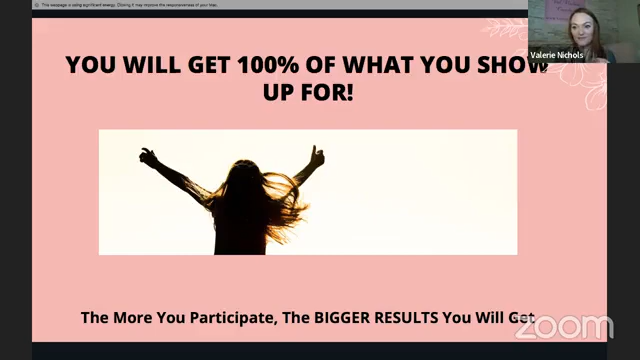 This webpage is using significant energy. Closing it may improve the responsiveness of your Mac.
Valerie Nichols
YOU WILL GET 100% OF WHAT YOU SHOW
UP FOR!
The More You Participate, The BIGGER RESULTS You Will Get
zoom